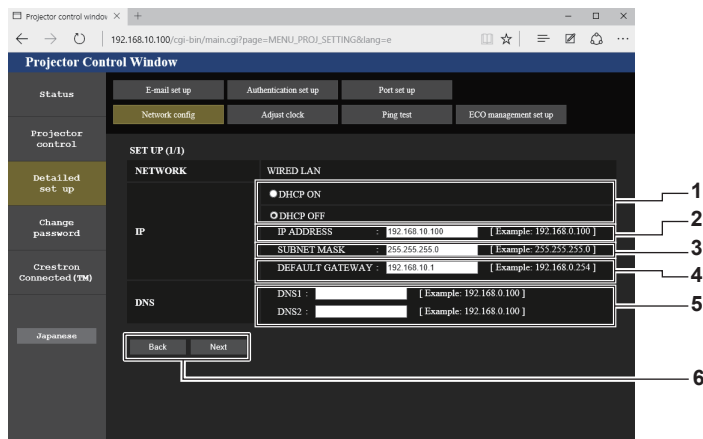 Projector control window
192.168.10.100/cgi-bin/main.cgi?page=MENU_PROJ_SETTING&lang=e
Projector Control Window
Status
E-mail set up
Authentication set up
Port set up
Network config
Adjust clock
Ping test
ECO management set up
Projector
control
Detailed
set up
Change
password
Crestron
Connected(TM)
Japanese
SET UP (1/1)
NETWORK WIRED LAN
IP
DHCP ON
1
DHCP OFF
IP ADDRESS : 192.168.10.100 [ Example: 192.168.0.100 ]
2
SUBNET MASK : 255.255.255.0 [ Example: 255.255.255.0 ]
3
DEFAULT GATEWAY : 192.168.10.1 [ Example: 192.168.0.254 ]
4
DNS
DNS1 : [ Example: 192.168.0.100 ]
5
DNS2 : [ Example: 192.168.0.100 ]
Back Next
6